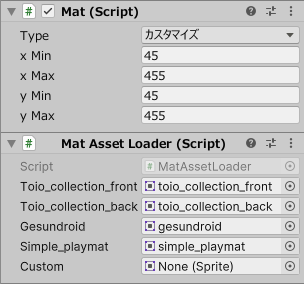 Mat (Script)
Type カスタマイズ
x Min 45
x Max 455
y Min 45
y Max 455
Mat Asset Loader (Script)
Script MatAssetLoader
Toio_collection_front toio_collection_front
Toio_collection_back toio_collection_back
Gesundroid gesundroid
Simple_playmat simple_playmat
Custom None (Sprite)